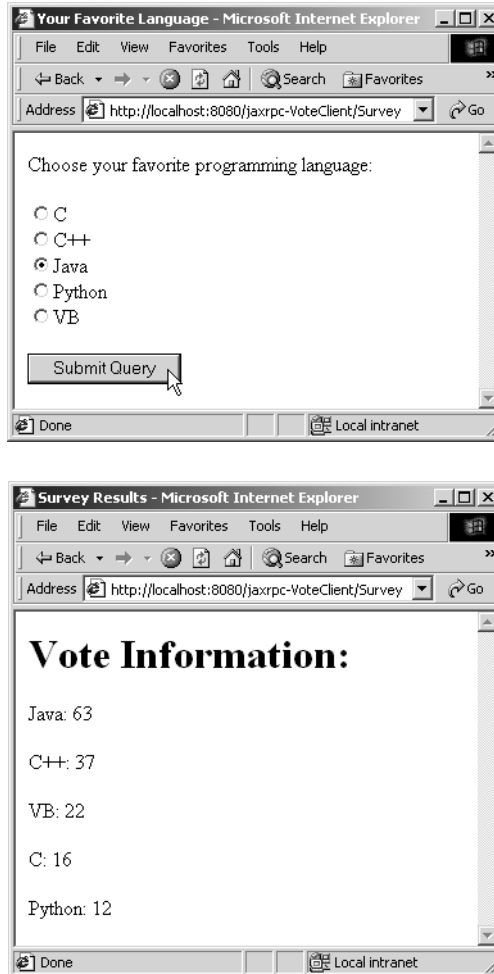 Your Favorite Language - Microsoft Internet Explorer
File Edit View Favorites Tools Help
Back Search Favorites »
Address http://localhost:8080/jaxrpc-VoteClient/Survey Go
Choose your favorite programming language:
C
C++
Java
Python
VB
Submit Query
Done Local intranet
Survey Results - Microsoft Internet Explorer
File Edit View Favorites Tools Help
Back Search Favorites »
Address http://localhost:8080/jaxrpc-VoteClient/Survey Go
Vote Information:
Java: 63
C++: 37
VB: 22
C: 16
Python: 12
Done Local intranet